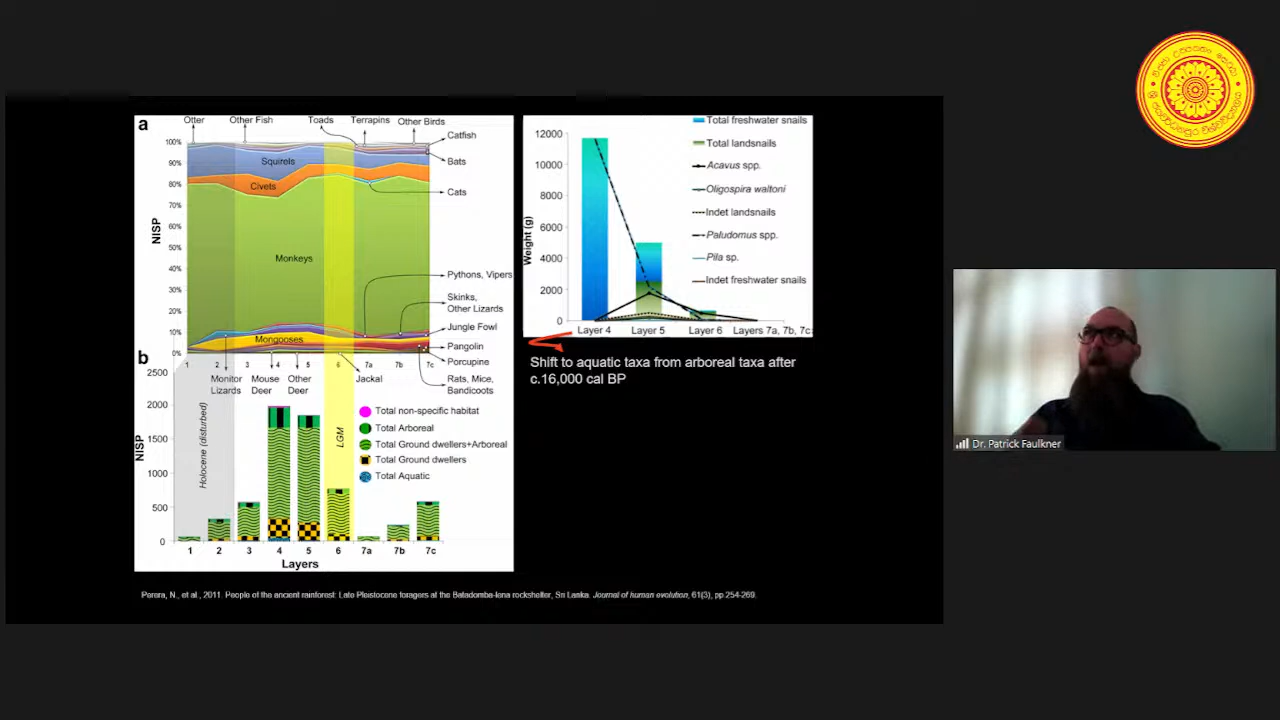 a
Otter
Other Fish
Toads
Terrapins
Other Birds
Catfish
Bats
Cats
Squirels
Civets
Monkeys
Mongooses
Pythons, Vipers
Skinks,
Other Lizards
Jungle Fowl
Pangolin
Porcupine
Rats, Mice,
Bandicoots
NISP
100%
90%
80%
70%
60%
50%
40%
30%
20%
10%
0%
1 2 3 4 5 6 7a 7b 7c
Monitor
Lizards
Mouse
Deer
Other
Deer
Jackal
b
NISP
2500
2000
1500
1000
500
0
Holocene (disturbed)
LGM
Total non-specific habitat
Total Arboreal
Total Ground dwellers+Arboreal
Total Ground dwellers
Total Aquatic
1 2 3 4 5 6 7a 7b 7c
Layers
Weight (g)
12000
10000
8000
6000
4000
2000
0
Total freshwater snails
Total landsnails
Acavus spp.
Oligospira waltoni
Indet landsnails
Paludomus spp.
Pila sp.
Indet freshwater snails
Layer 4 Layer 5 Layer 6 Layers 7a, 7b, 7c
Shift to aquatic taxa from arboreal taxa after
c.16,000 cal BP
Perera, N., et al., 2011. People of the ancient rainforest: Late Pleistocene foragers at the Batadomba-lena rockshelter, Sri Lanka. Journal of human evolution, 61(3), pp.254-269.
Dr. Patrick Faulkner